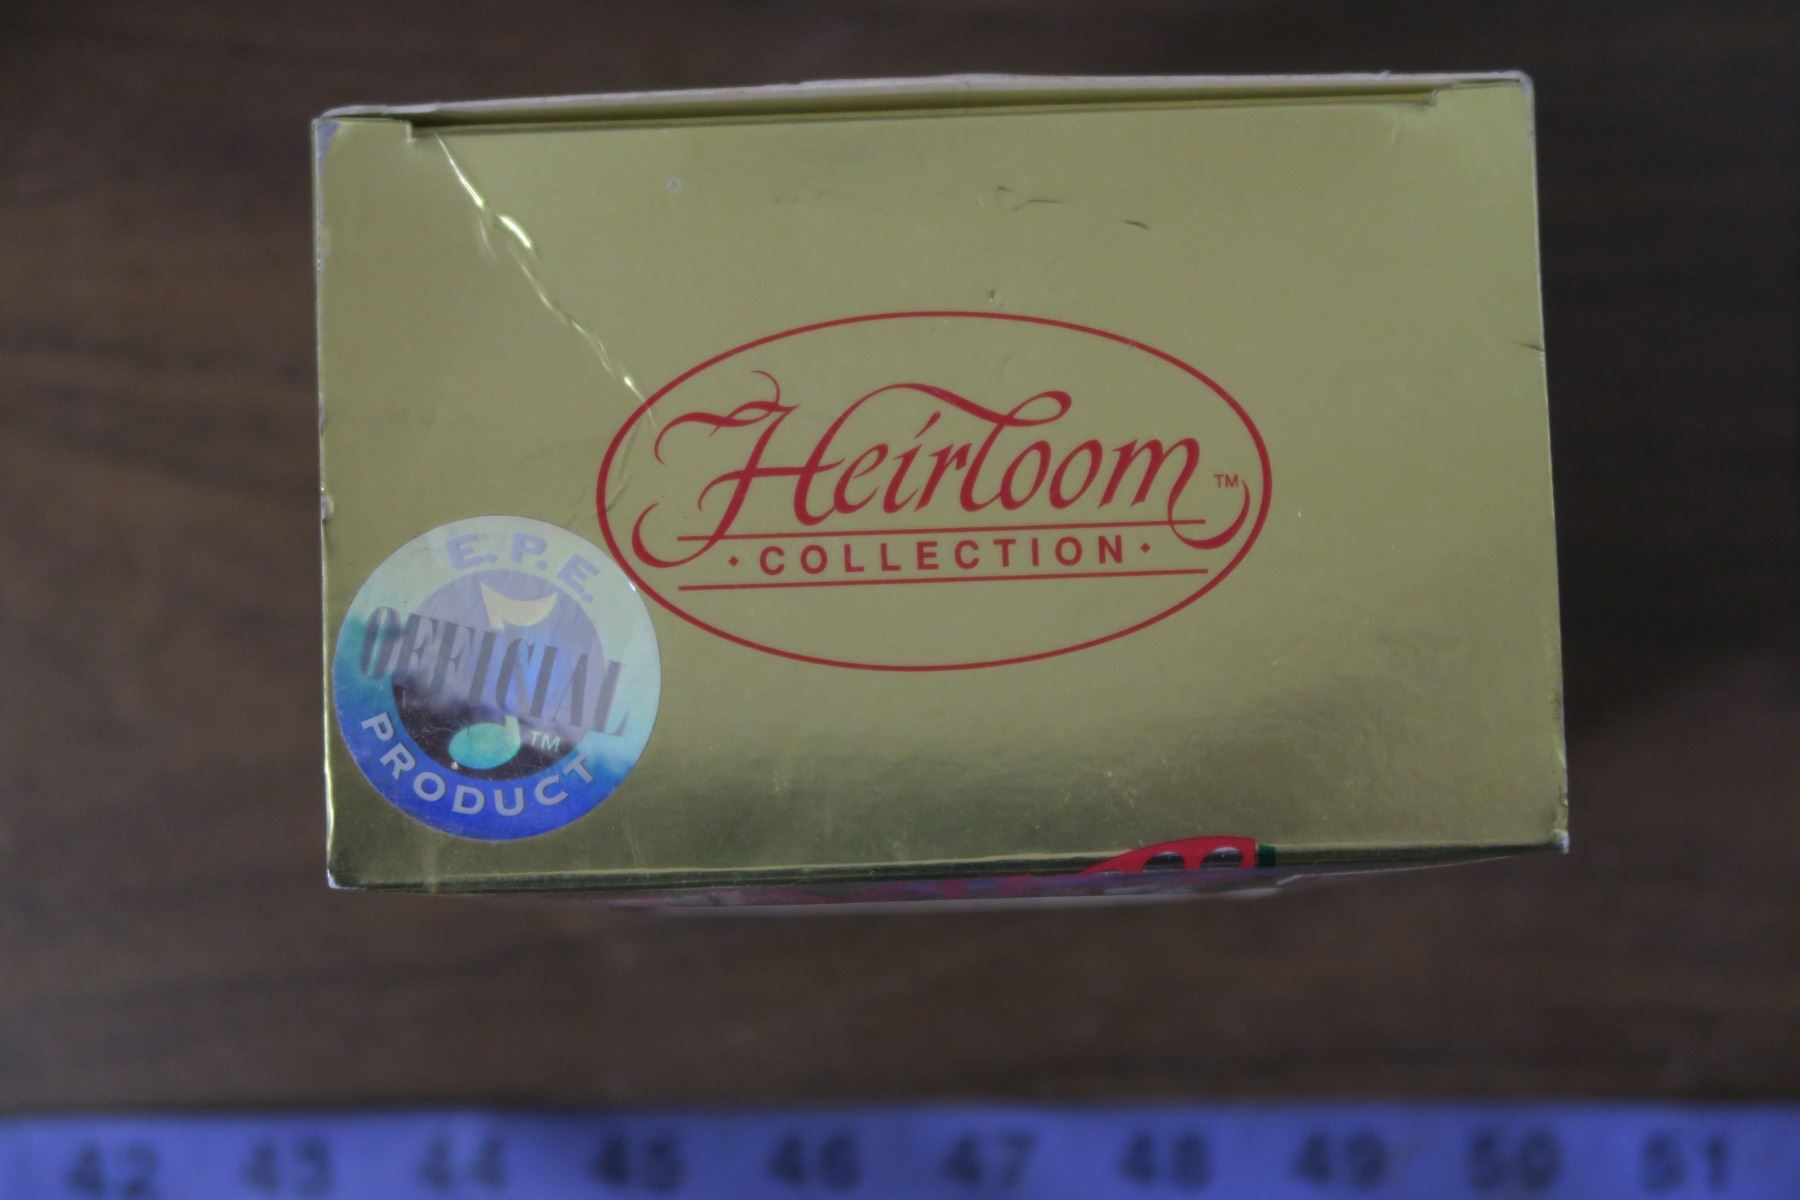 Heirloom™
• COLLECTION •
E.P.E.
OFFICIAL
™
PRODUCT
42 43 44 45 46 47 48 49 50 51